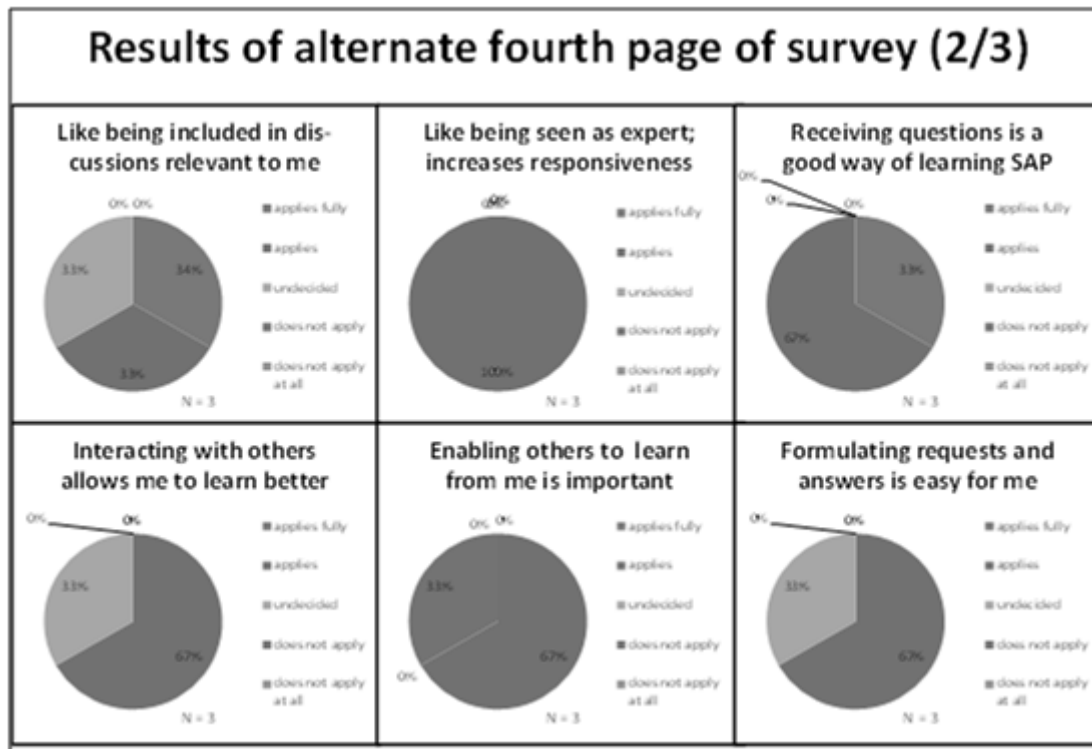 Results of alternate fourth page of survey (2/3)
Like being included in dis-
cussions relevant to me
0% 0%
34%
33%
33%
applies fully
applies
undecided
does not apply
does not apply
at all
N = 3
Like being seen as expert;
increases responsiveness
0%
100%
applies fully
applies
undecided
does not apply
does not apply
at all
N = 3
Receiving questions is a
good way of learning SAP
0%
0%
0%
33%
67%
applies fully
applies
undecided
does not apply
does not apply
at all
N = 3
Interacting with others
allows me to learn better
0%
0%
33%
67%
applies fully
applies
undecided
does not apply
does not apply
at all
N = 3
Enabling others to learn
from me is important
0% 0%
33%
67%
0%
applies fully
applies
undecided
does not apply
does not apply
at all
N = 3
Formulating requests and
answers is easy for me
0%
0%
33%
67%
applies fully
applies
undecided
does not apply
does not apply
at all
N = 3